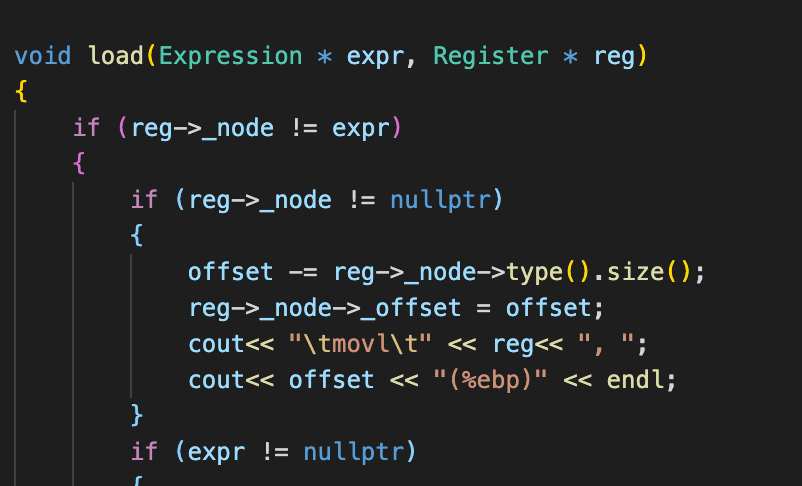 void load(Expression * expr, Register * reg)
{
    if (reg->_node != expr)
    {
        if (reg->_node != nullptr)
        {
            offset -= reg->_node->type().size();
            reg->_node->_offset = offset;
            cout<< "\tmovl\t" << reg<< ", ";
            cout<< offset << "(%ebp)" << endl;
        }
        if (expr != nullptr)
        {